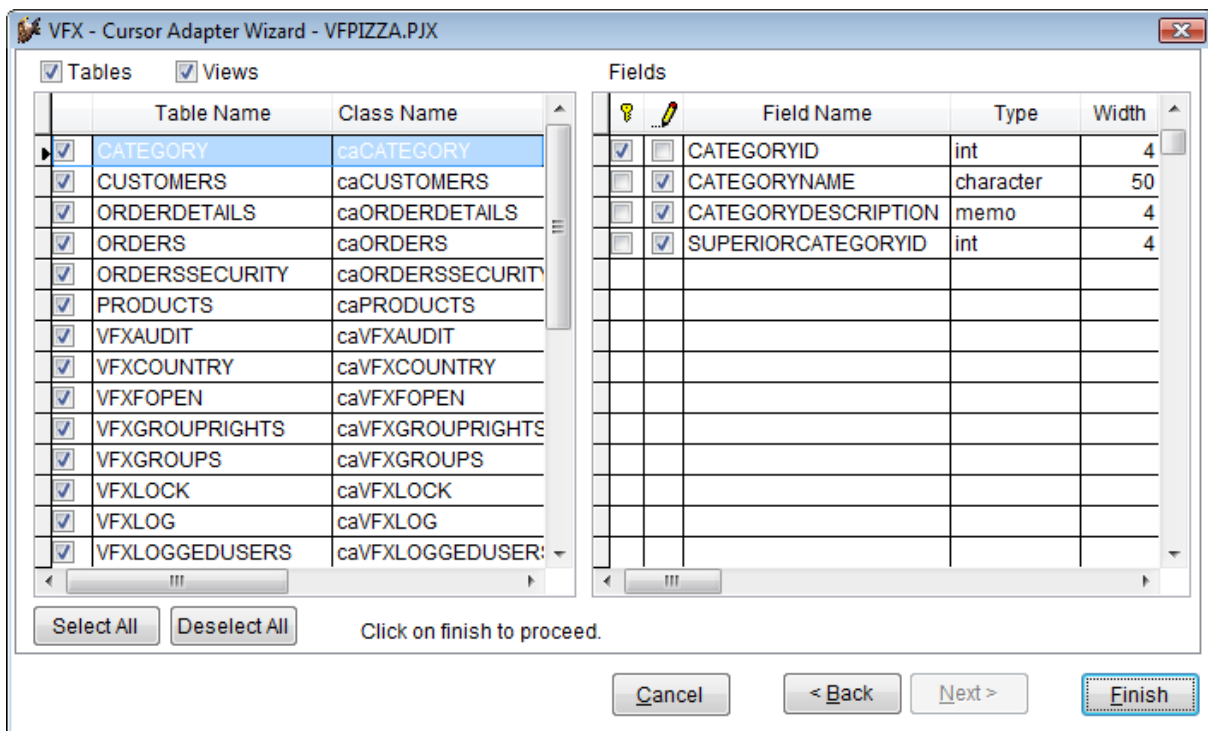 VFX - Cursor Adapter Wizard - VFPIZZA.PJX
Tables Views Fields
Table Name Class Name Field Name Type Width
CATEGORY caCATEGORY CATEGORYID int 4
CUSTOMERS caCUSTOMERS CATEGORYNAME character 50
ORDERDETAILS caORDERDETAILS CATEGORYDESCRIPTION memo 4
ORDERS caORDERS SUPERIORCATEGORYID int 4
ORDERSSECURITY caORDERSSECURITY
PRODUCTS caPRODUCTS
VFXAUDIT caVFXAUDIT
VFXCOUNTRY caVFXCOUNTRY
VFXFOPEN caVFXFOPEN
VFXGROUPRIGHTS caVFXGROUPRIGHTS
VFXGROUPS caVFXGROUPS
VFXLOCK caVFXLOCK
VFXLOG caVFXLOG
VFXLOGGEDUSERS caVFXLOGGEDUSER
Select All Deselect All Click on finish to proceed.
Cancel < Back Next > Finish